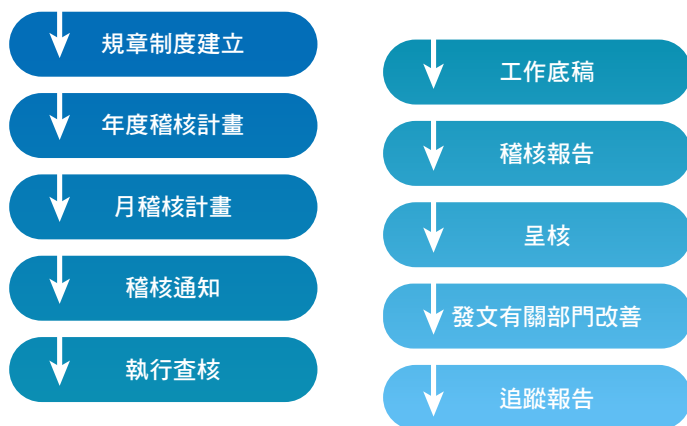 規章制度建立
年度稽核計畫
月稽核計畫
稽核通知
執行查核
工作底稿
稽核報告
呈核
發文有關部門改善
追蹤報告